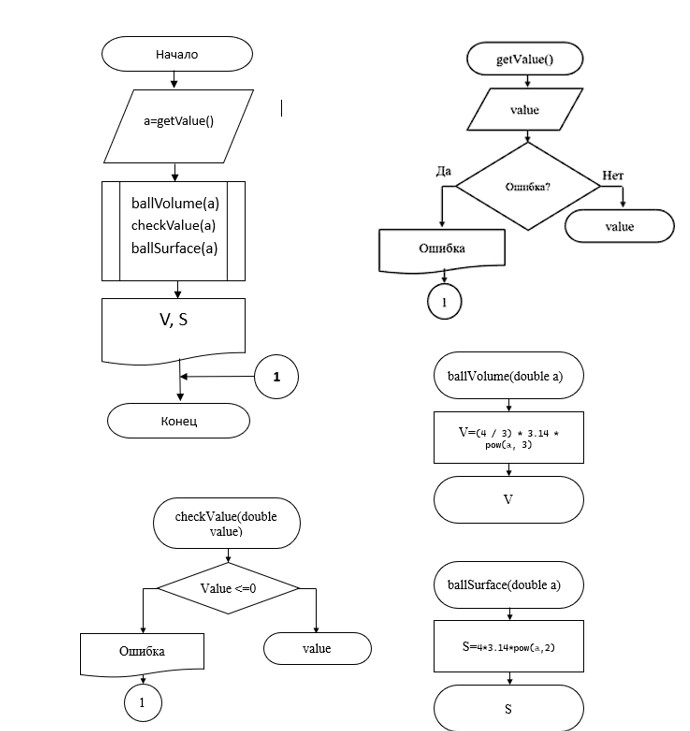 Начало
a=getValue()
ballVolume(a)
checkValue(a)
ballSurface(a)
V, S
1
Конец
getValue()
value
Да
Ошибка?
Нет
value
Ошибка
1
ballVolume(double a)
V=(4 / 3) * 3.14 *
pow(a, 3)
V
checkValue(double
value)
Value <=0
Ошибка
value
1
ballSurface(double a)
S=4*3.14*pow(a,2)
S